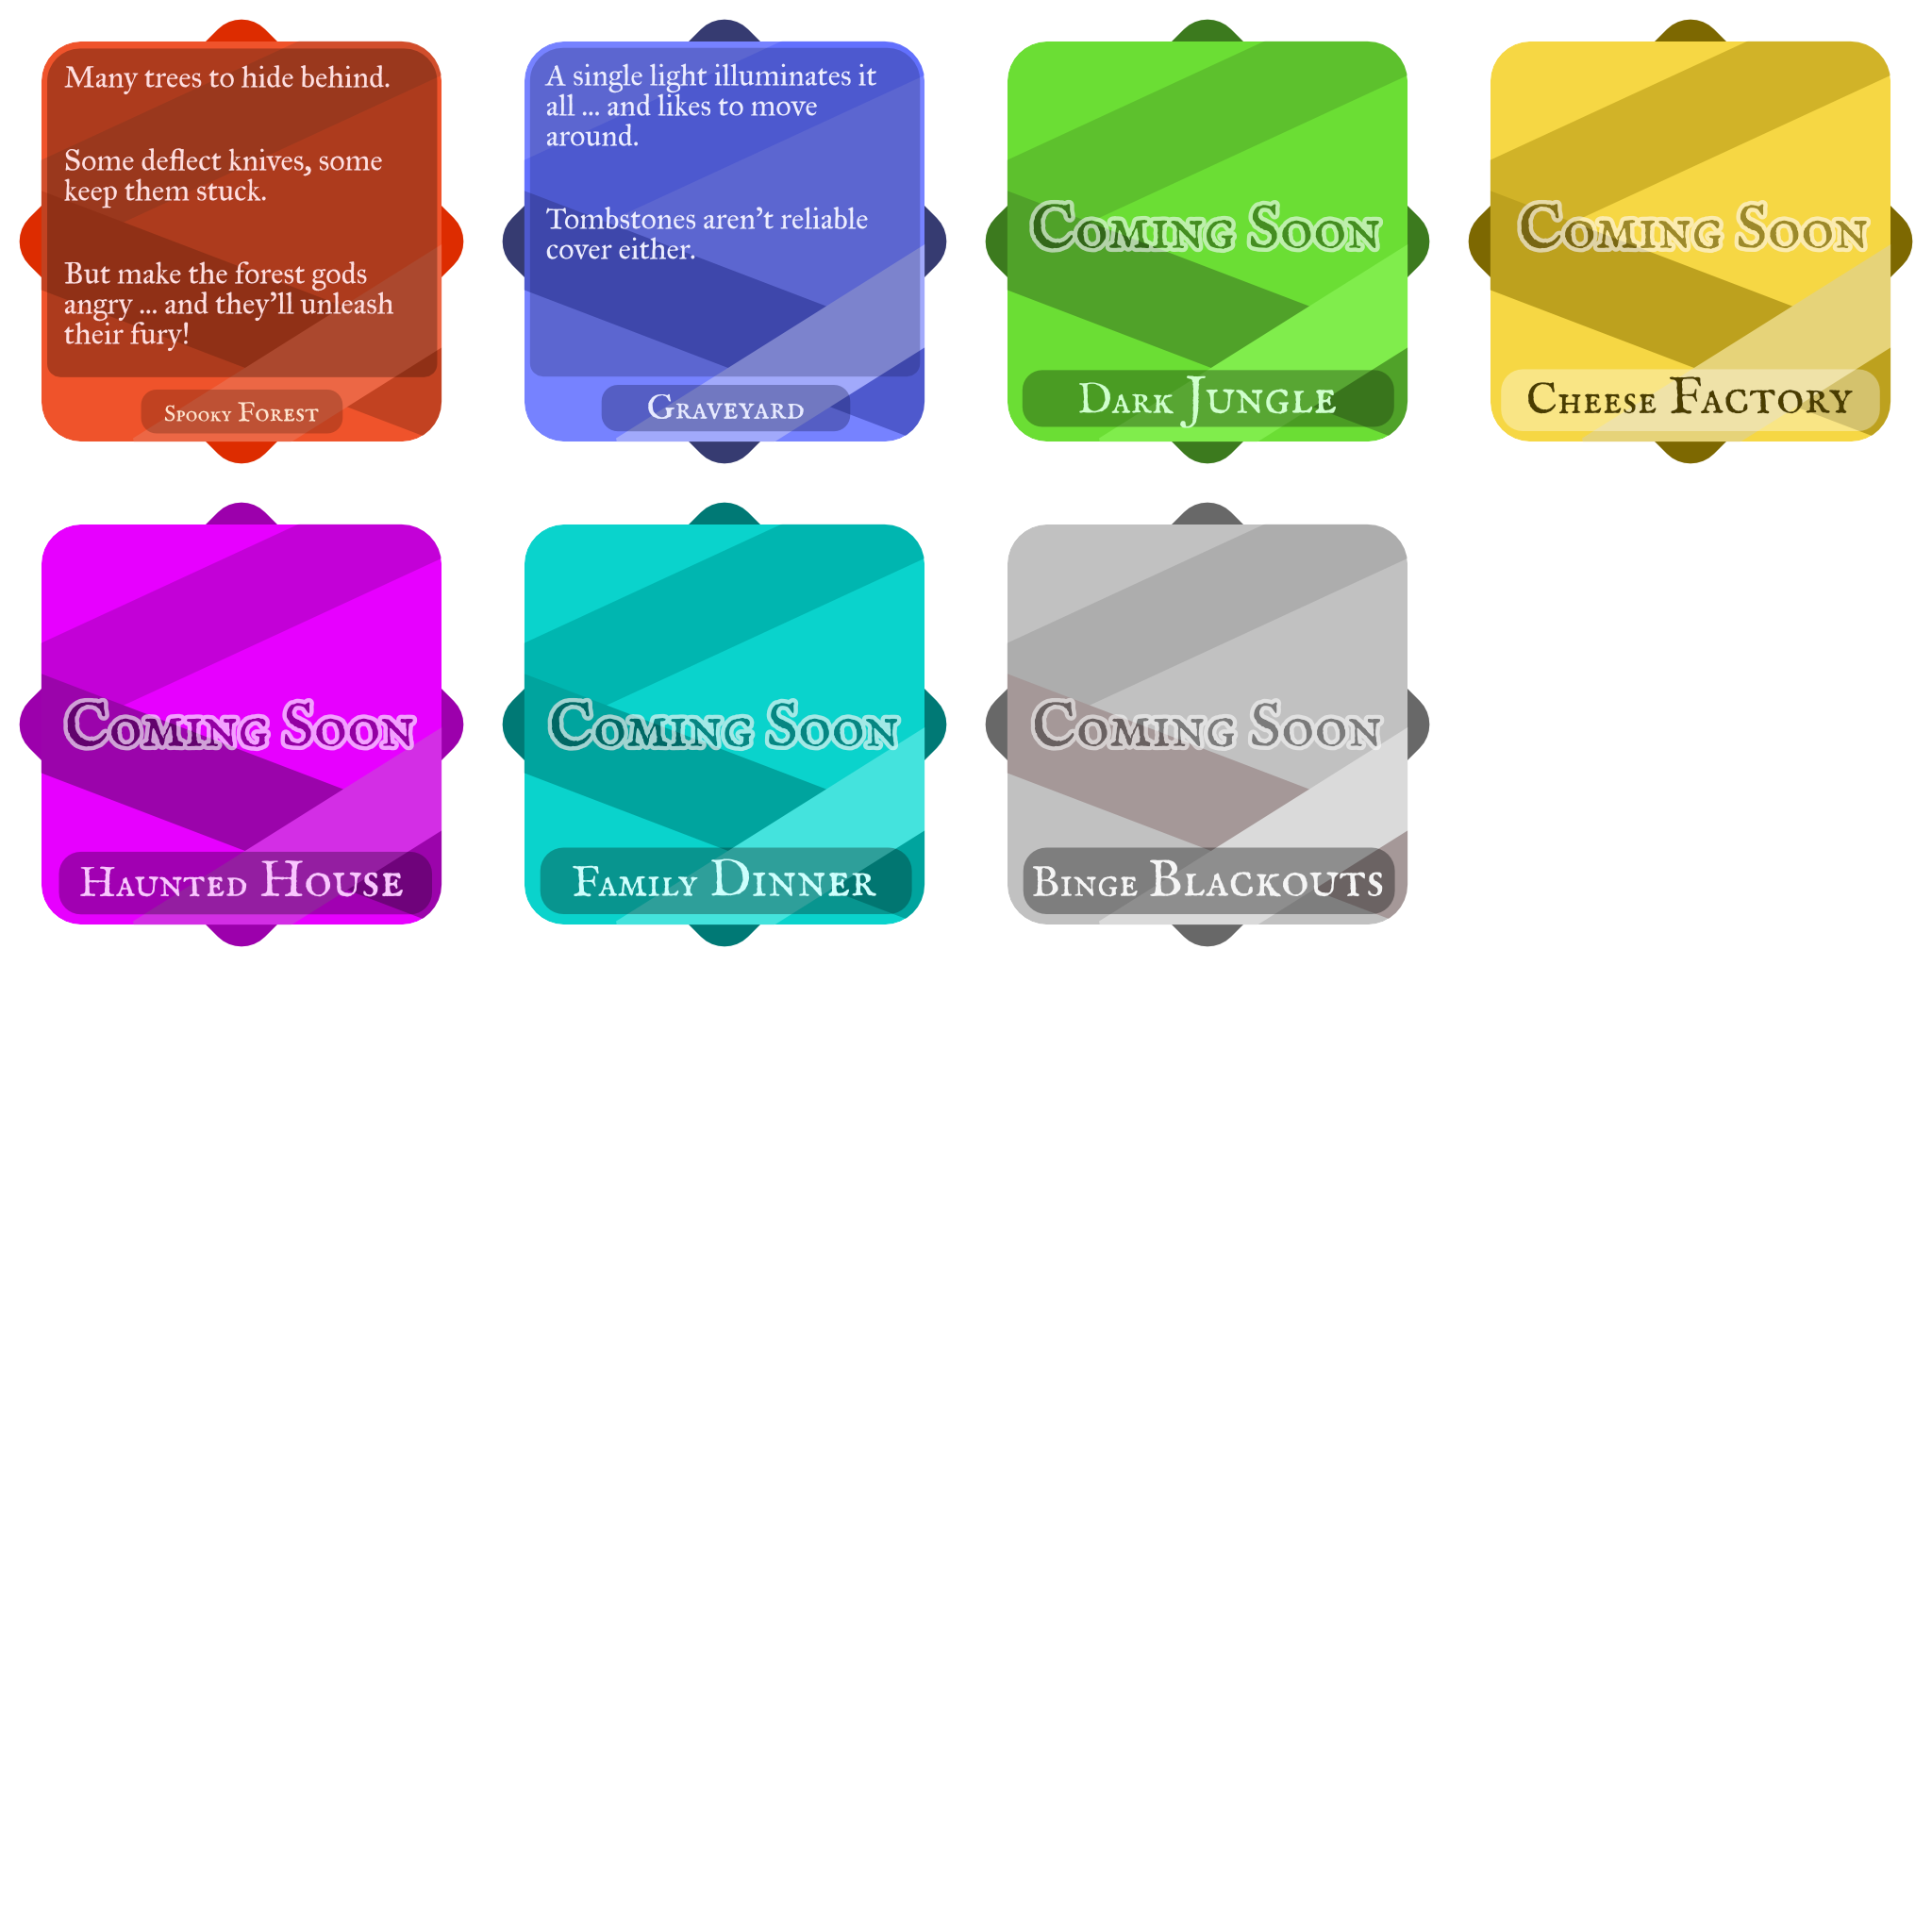 Many trees to hide behind.
Some deflect knives, some
keep them stuck.
But make the forest gods
angry ... and they’ll unleash
their fury!
Spooky Forest
A single light illuminates it
all ... and likes to move
around.
Tombstones aren’t reliable
cover either.
Graveyard
Coming Soon
Dark Jungle
Coming Soon
Cheese Factory
Coming Soon
Haunted House
Coming Soon
Family Dinner
Coming Soon
Binge Blackouts